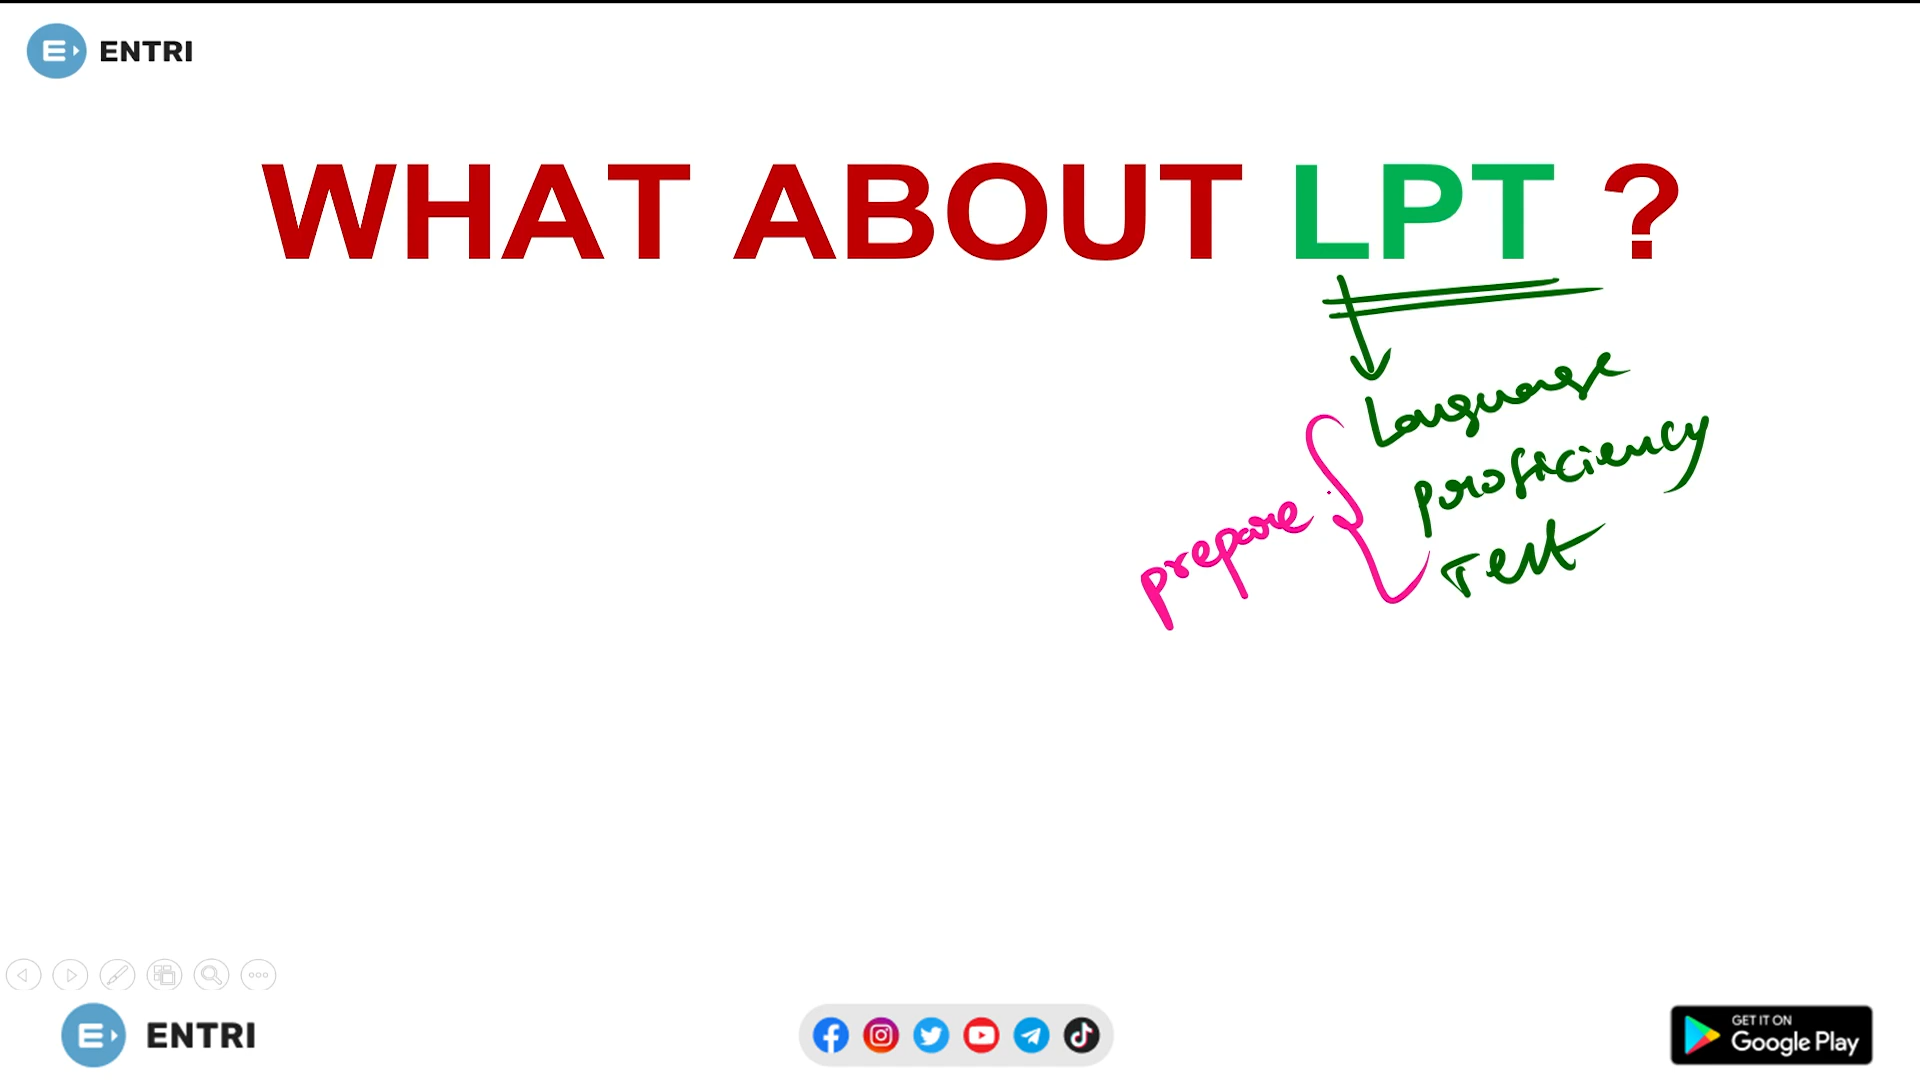 ENTRI
WHAT ABOUT LPT ?
Language
proficiency
prepare
Test
ENTRI
GET IT ON
Google Play